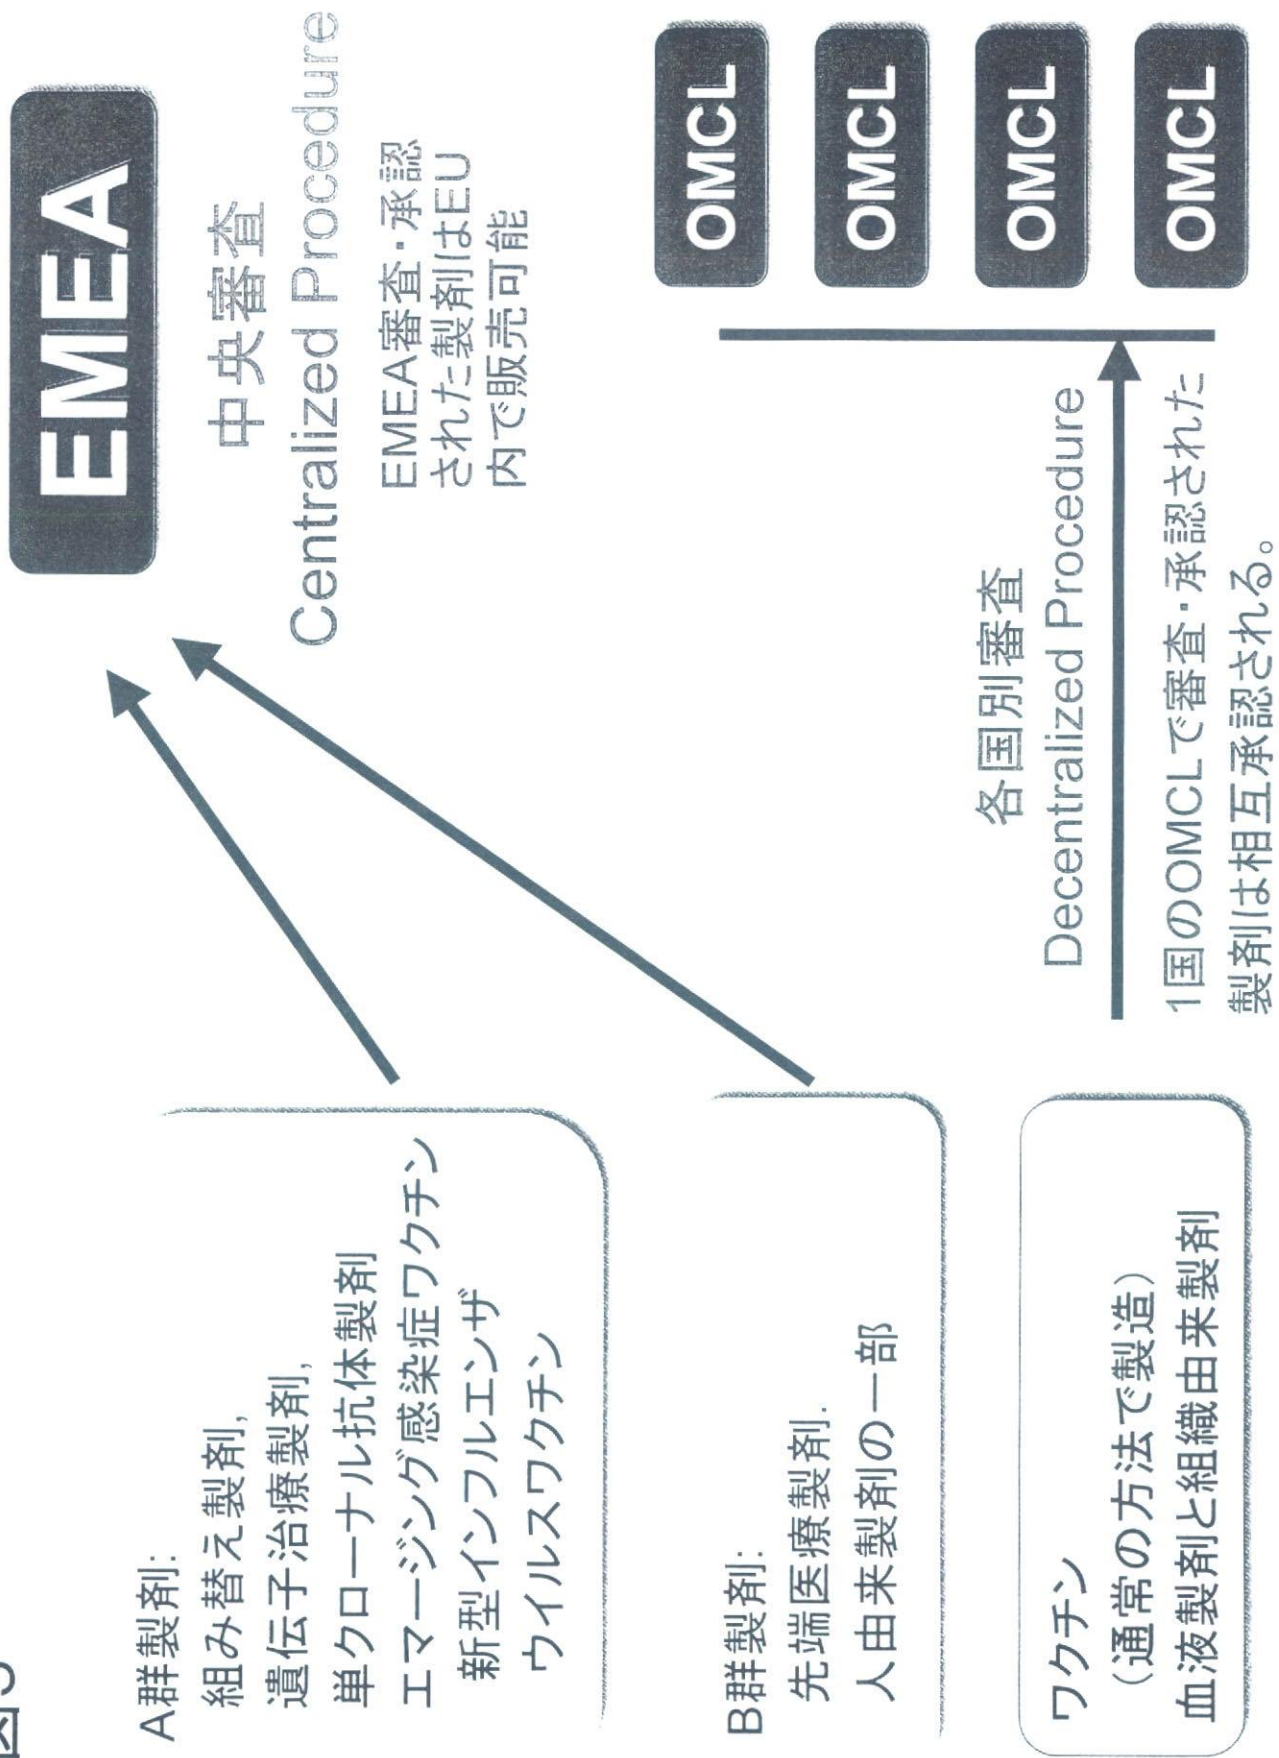 図3
A群製剤:
組み替え製剤,
遺伝子治療製剤,
単クローナル抗体製剤
エマージング感染症ワクチン
新型インフルエンザ
ウイルスワクチン
B群製剤:
先端医療製剤.
人由来製剤の一部
ワクチン
(通常の方法で製造)
血液製剤と組織由来製剤
EMEA
中央審査
Centralized Procedure
EMEA審査・承認
された製剤はEU
内で販売可能
各国別審査
Decentralized Procedure
1国のOMCLで審査・承認された
製剤は相互承認される。
OMCL
OMCL
OMCL
OMCL